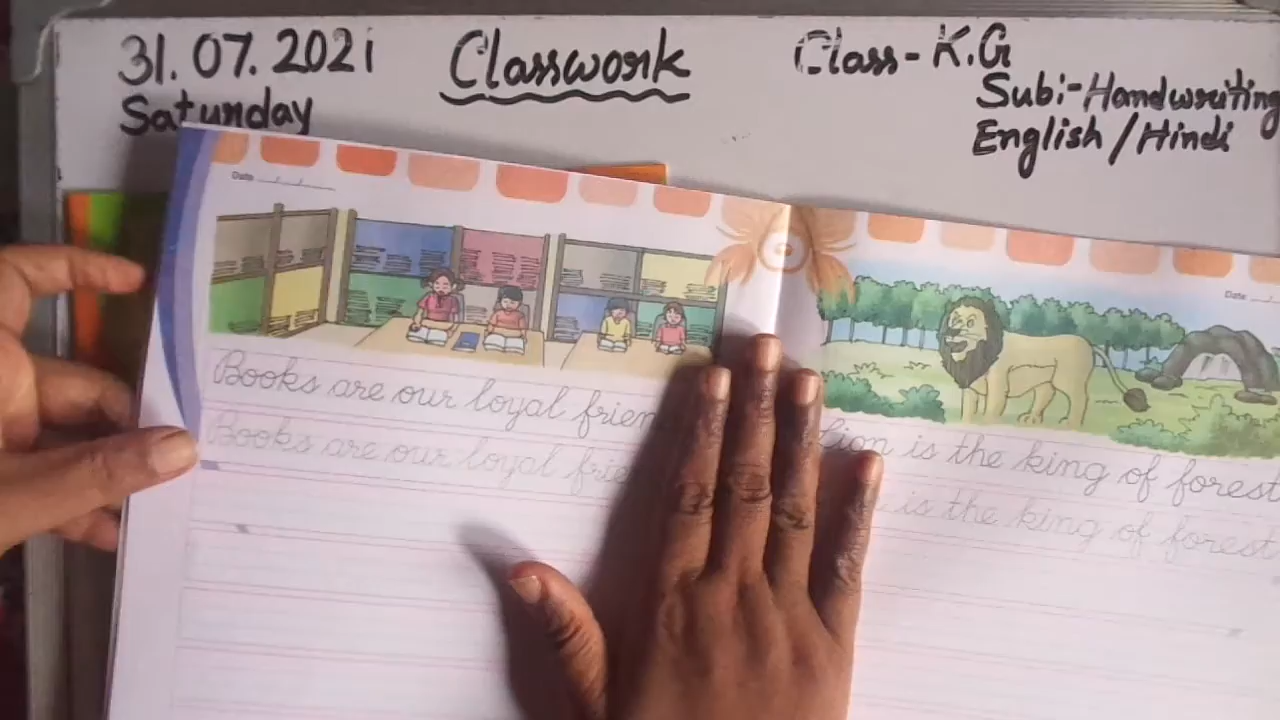 31.07.2021
Saturday
Classwork
Class-K.G
Sub:-Handwriting
English/Hindi
Date
Books are our loyal
Books are our loyal
Date
Lion is the king of forest
is the king of forest